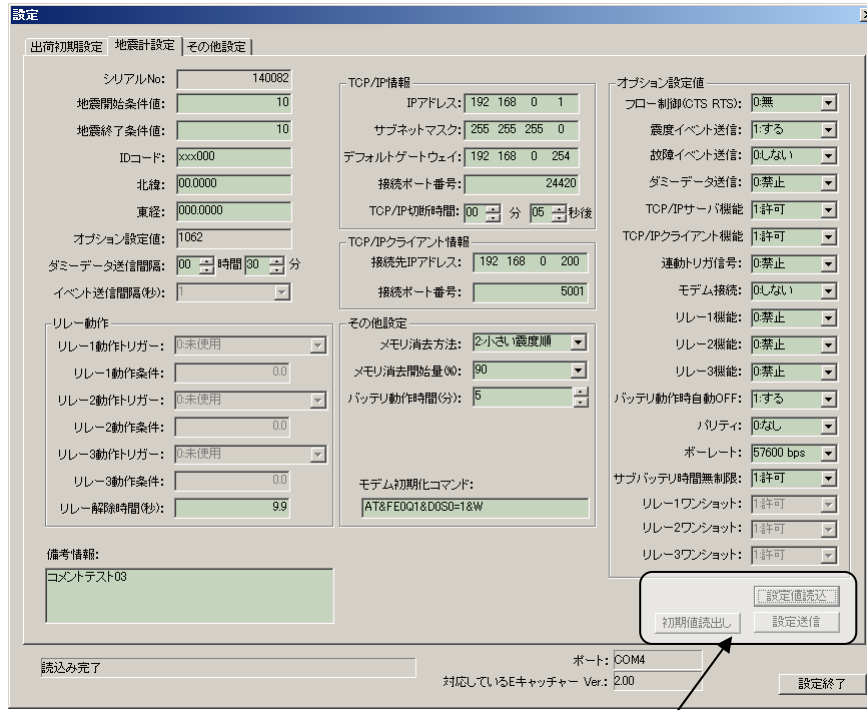 設定
出荷初期設定 地震計設定 その他設定
シリアルNo: 140082
地震開始条件値: 10
地震終了条件値: 10
IDコード: xxx000
北緯: 00.0000
東経: 000.0000
オプション設定値: 1062
ダミーデータ送信間隔: 00 時間 30 分
イベント送信間隔(秒): 1
リレー動作
リレー1動作トリガー: 0:未使用
リレー1動作条件: 0.0
リレー2動作トリガー: 0:未使用
リレー2動作条件: 0.0
リレー3動作トリガー: 0:未使用
リレー3動作条件: 0.0
リレー解除時間(秒): 9.9
備考情報:
コメントテスト03
TCP/IP情報
IPアドレス: 192 168 0 1
サブネットマスク: 255 255 255 0
デフォルトゲートウェイ: 192 168 0 254
接続ポート番号: 24420
TCP/IP切断時間: 00 分 05 秒後
TCP/IPクライアント情報
接続先IPアドレス: 192 168 0 200
接続ポート番号: 5001
その他設定
メモリ消去方法: 2:小さい震度順
メモリ消去開始量(%): 90
バッテリ動作時間(分): 5
モデム初期化コマンド:
AT&FE0Q1&D0S0=1&W
オプション設定値
フロー制御(CTS RTS): 0:無
震度イベント送信: 1:する
故障イベント送信: 0:しない
ダミーデータ送信: 0:禁止
TCP/IPサーバ機能 1:許可
TCP/IPクライアント機能 1:許可
連動トリガ信号: 0:禁止
モデム接続: 0:しない
リレー1機能: 0:禁止
リレー2機能: 0:禁止
リレー3機能: 0:禁止
バッテリ動作時自動OFF: 1:する
パリティ: 0:なし
ボーレート: 57600 bps
サブバッテリ時間無制限: 1:許可
リレー1ワンショット: 1:許可
リレー2ワンショット: 1:許可
リレー3ワンショット: 1:許可
設定値読込
初期値読出し 設定送信
読込み完了
ポート: COM4
対応しているEキャッチャー Ver.: 2.00
設定終了